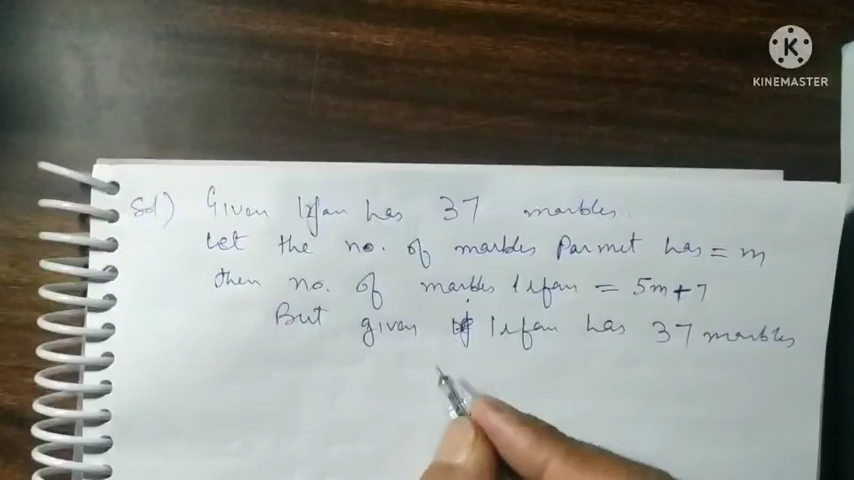 K
KINEMASTER
Sol) Given Irfan has 37 marbles.
Let the no. of marbles Parmit has = m
then no. of marbles Irfan = 5m+7
But given Irfan has 37 marbles